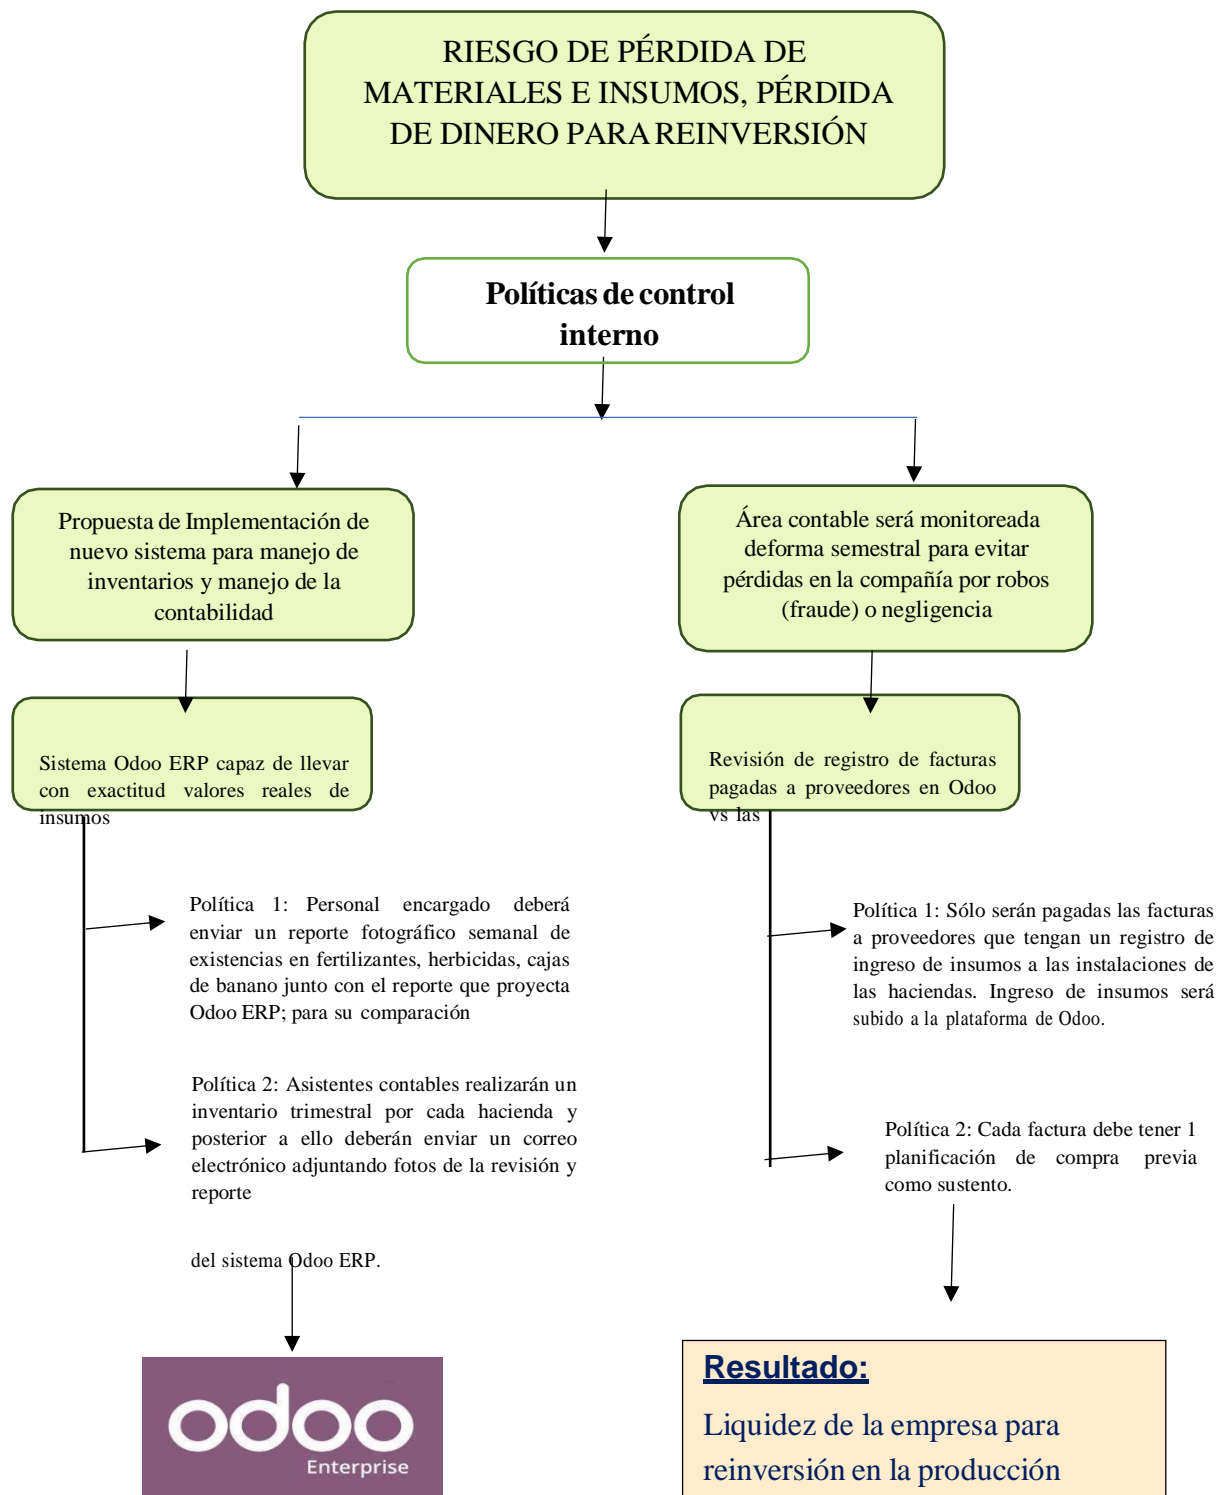 RIESGO DE PÉRDIDA DE
MATERIALES E INSUMOS, PÉRDIDA
DE DINERO PARA REINVERSIÓN
Políticas de control
interno
Propuesta de Implementación de
nuevo sistema para manejo de
inventarios y manejo de la
contabilidad
Área contable será monitoreada
deforma semestral para evitar
pérdidas en la compañía por robos
(fraude) o negligencia
Sistema Odoo ERP capaz de llevar
con exactitud valores reales de
insumos
Revisión de registro de facturas
pagadas a proveedores en Odoo
vs las
Política 1: Personal encargado deberá
enviar un reporte fotográfico semanal de
existencias en fertilizantes, herbicidas, cajas
de banano junto con el reporte que proyecta
Odoo ERP; para su comparación
Política 1: Sólo serán pagadas las facturas
a proveedores que tengan un registro de
ingreso de insumos a las instalaciones de
las haciendas. Ingreso de insumos será
subido a la plataforma de Odoo.
Política 2: Asistentes contables realizarán un
inventario trimestral por cada hacienda y
posterior a ello deberán enviar un correo
electrónico adjuntando fotos de la revisión y
reporte
del sistema Odoo ERP.
Política 2: Cada factura debe tener 1
planificación de compra previa
como sustento.
odoo
Enterprise
Resultado:
Liquidez de la empresa para
reinversión en la producción